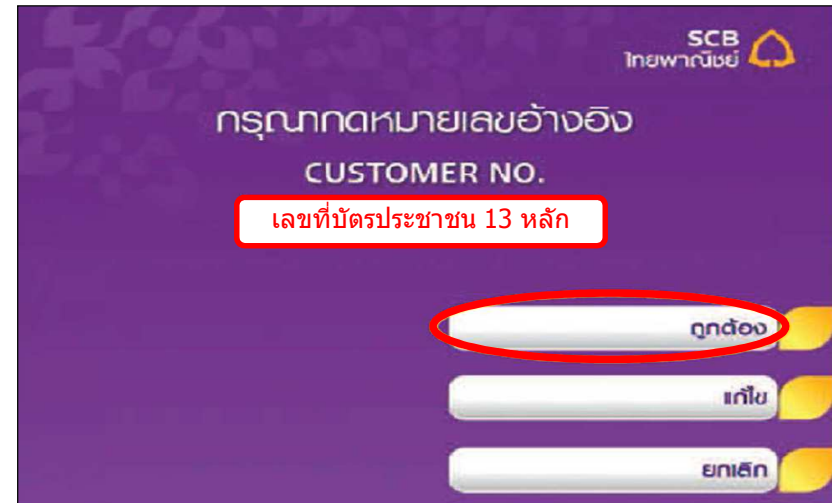 SCB
ไทยพาณิชย์
กรุณากดหมายเลขอ้างอิง
CUSTOMER NO.
เลขที่บัตรประชาชน 13 หลัก
ถูกต้อง
แก้ไข
ยกเลิก